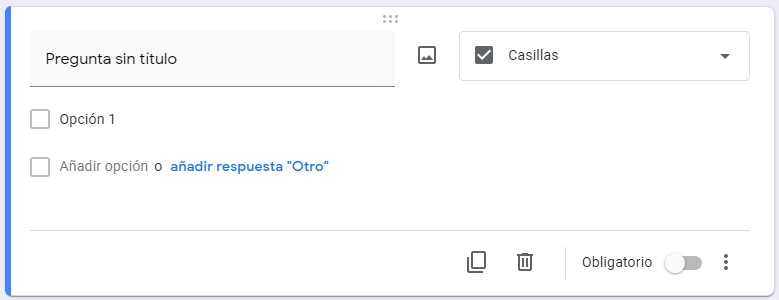 Pregunta sin título
Casillas
Opción 1
Añadir opción o añadir respuesta "Otro"
Obligatorio